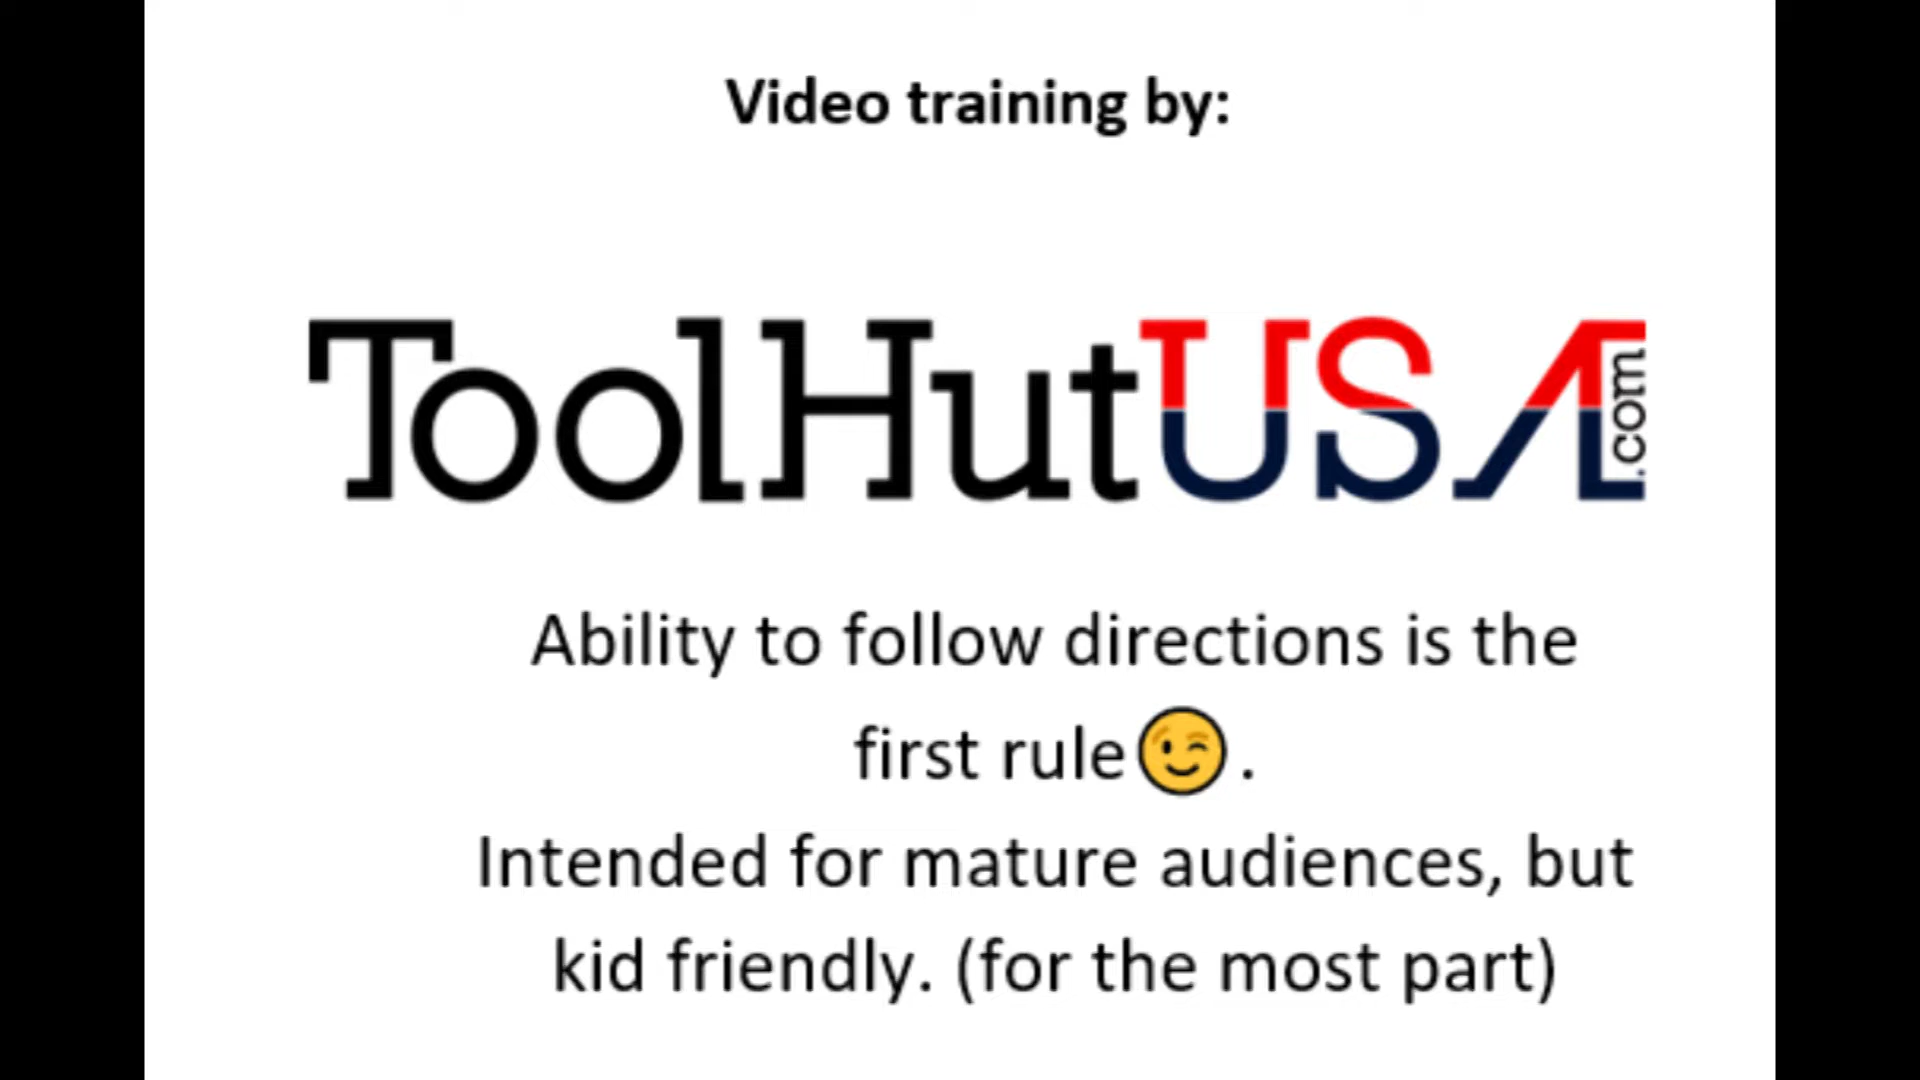 Video training by:
ToolHutUSA.com
Ability to follow directions is the
first rule😉.
Intended for mature audiences, but
kid friendly. (for the most part)